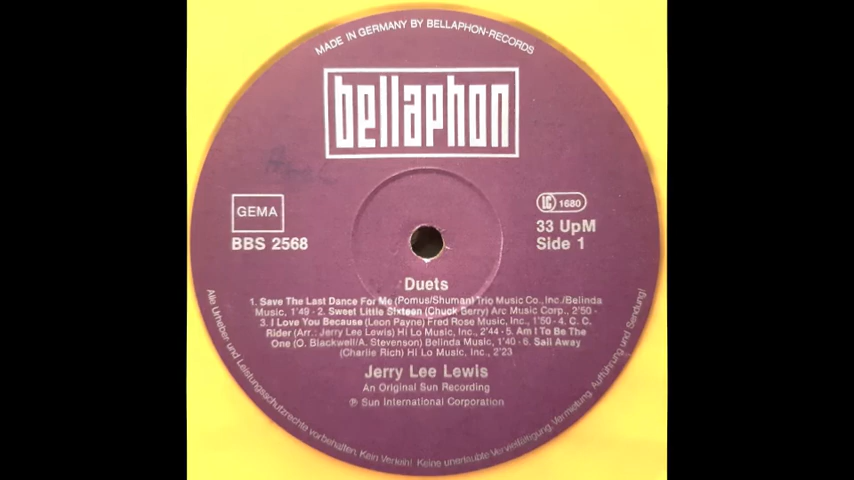 MADE IN GERMANY BY BELLAPHON-RECORDS
bellaphon
GEMA
BBS 2568
LC 1680
33 UpM
Side 1
Duets
1. Save The Last Dance For Me (Pomus/Shuman) Trio Music Co., Inc./Belinda
Music, 1'49 - 2. Sweet Little Sixteen (Chuck Berry) Arc Music Corp., 2'50 -
3. I Love You Because (Leon Payne) Fred Rose Music, Inc., 1'50 - 4. C. C.
Rider (Arr.: Jerry Lee Lewis) Hi Lo Music, Inc., 2'44 - 5. Am I To Be The
One (O. Blackwell/A. Stevenson) Belinda Music, 1'40 - 6. Sail Away
(Charlie Rich) Hi Lo Music, Inc., 2'23
Jerry Lee Lewis
An Original Sun Recording
℗ Sun International Corporation
Alle Urheber und Leistungsschutzrechte vorbehalten. Kein Verleih! Keine unerlaubte Vervielfältigung, Vermietung, Aufführung und Sendung!